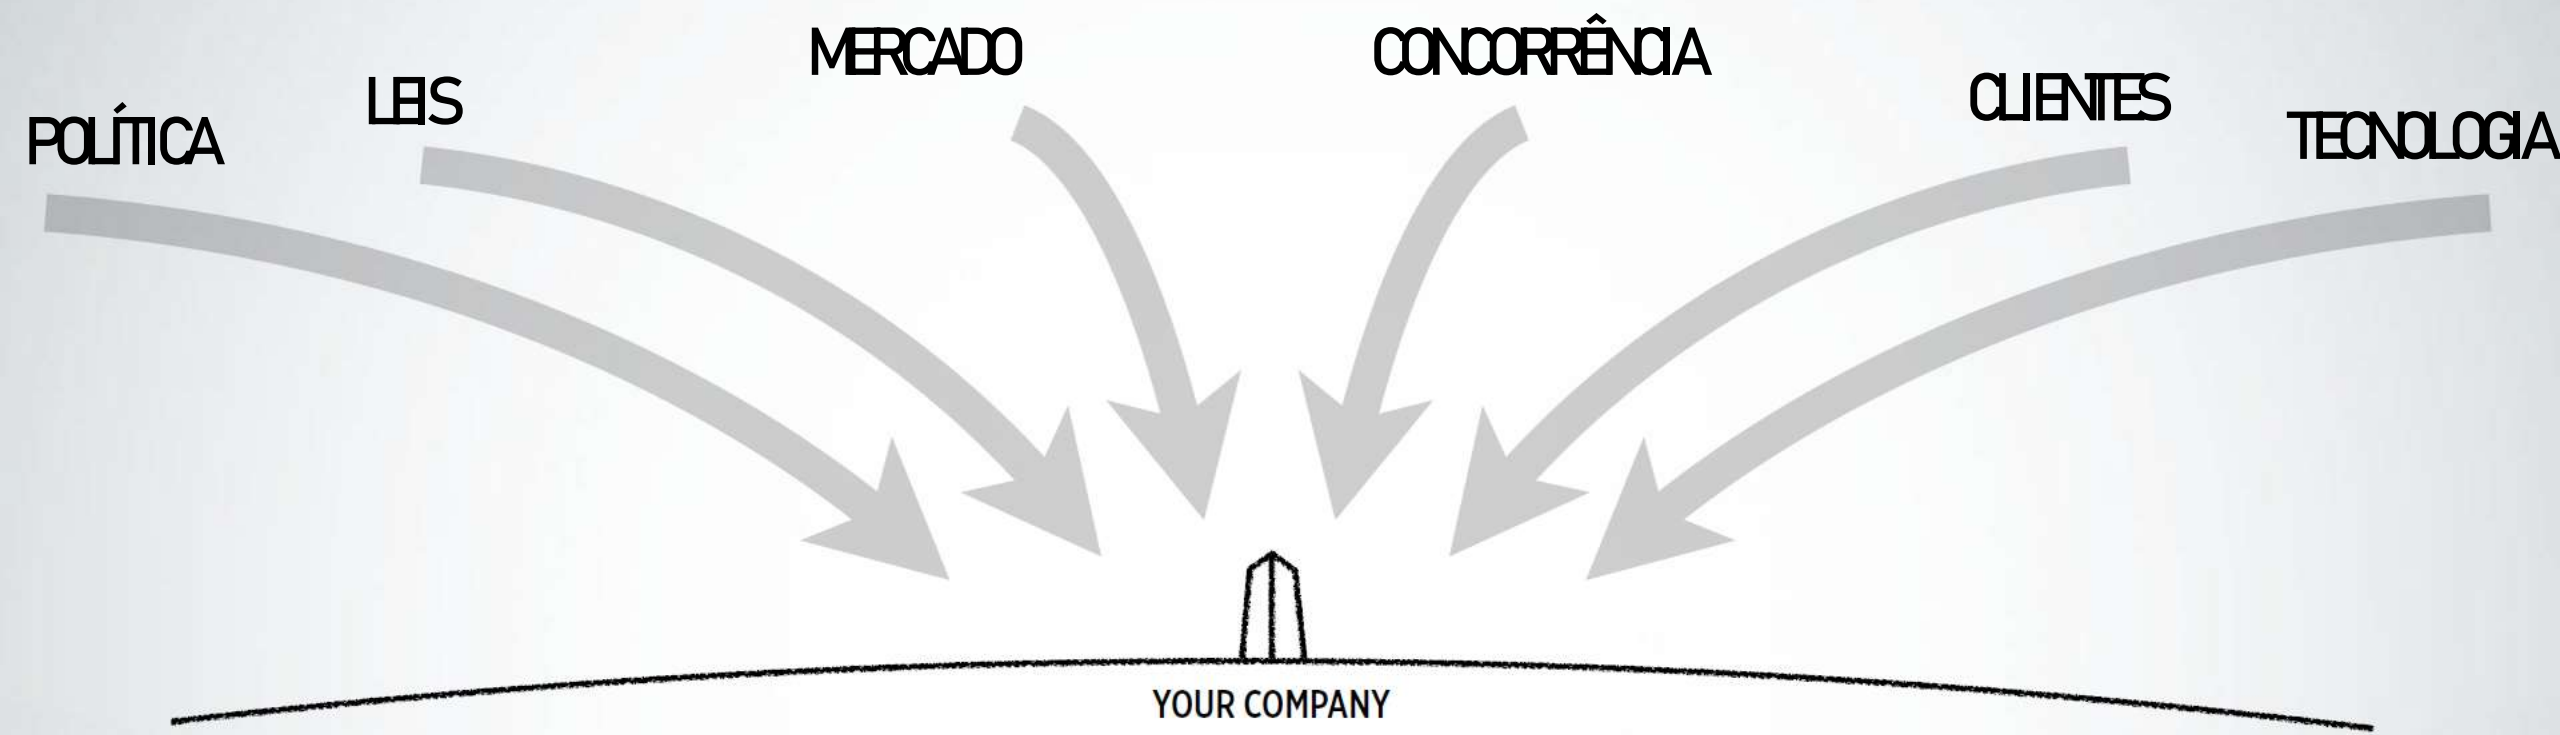 POLÍTICA
LEIS
MERCADO
CONCORRÊNCIA
CLIENTES
TECNOLOGIA
YOUR COMPANY